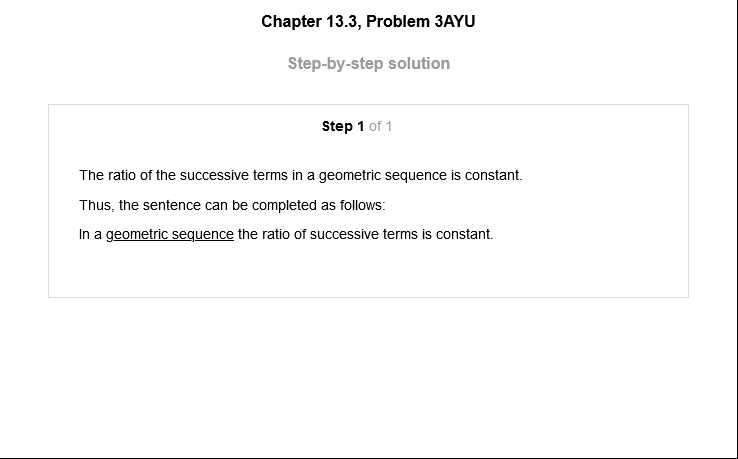 Chapter 13.3, Problem 3AYU
Step-by-step solution
Step 1 of 1
The ratio of the successive terms in a geometric sequence is constant.
Thus, the sentence can be completed as follows:
In a geometric sequence the ratio of successive terms is constant.